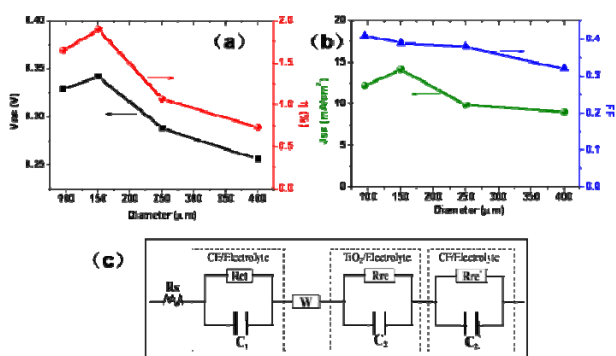 (a)
0.40
0.35
0.30
0.25
2.0
1.5
1.0
0.5
0.0
100 150 200 250 300 350 400
Diameter (μm)
η (%)
(b)
20
15
10
5
0
0.4
0.3
0.2
0.1
0.0
100 150 200 250 300 350 400
Diameter (μm)
Jsc (mA/cm²)
FF
(c)
CE/Electrolyte
TiO₂/Electrolyte
CF/Electrolyte
Rs
Rct
W
Rrc
Rrc'
C₁
C₂
C₂